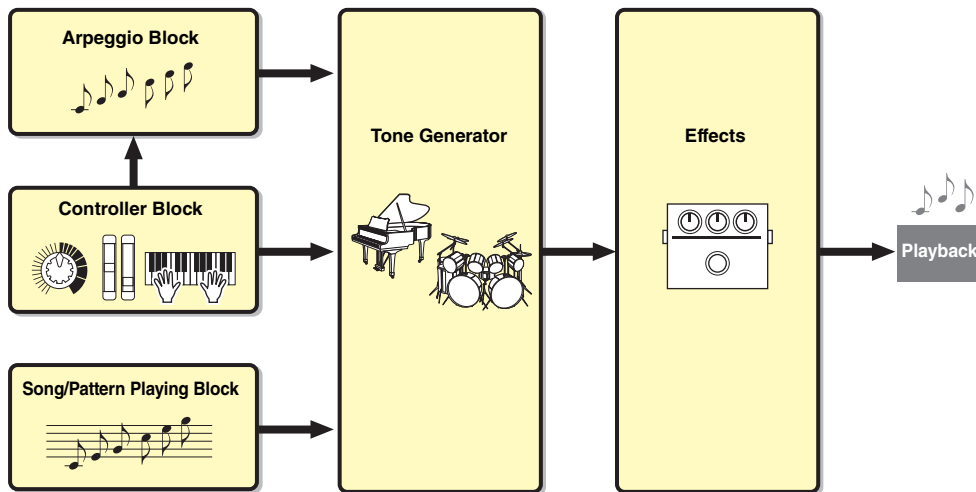 Arpeggio Block
Controller Block
Song/Pattern Playing Block
Tone Generator
Effects
Playback